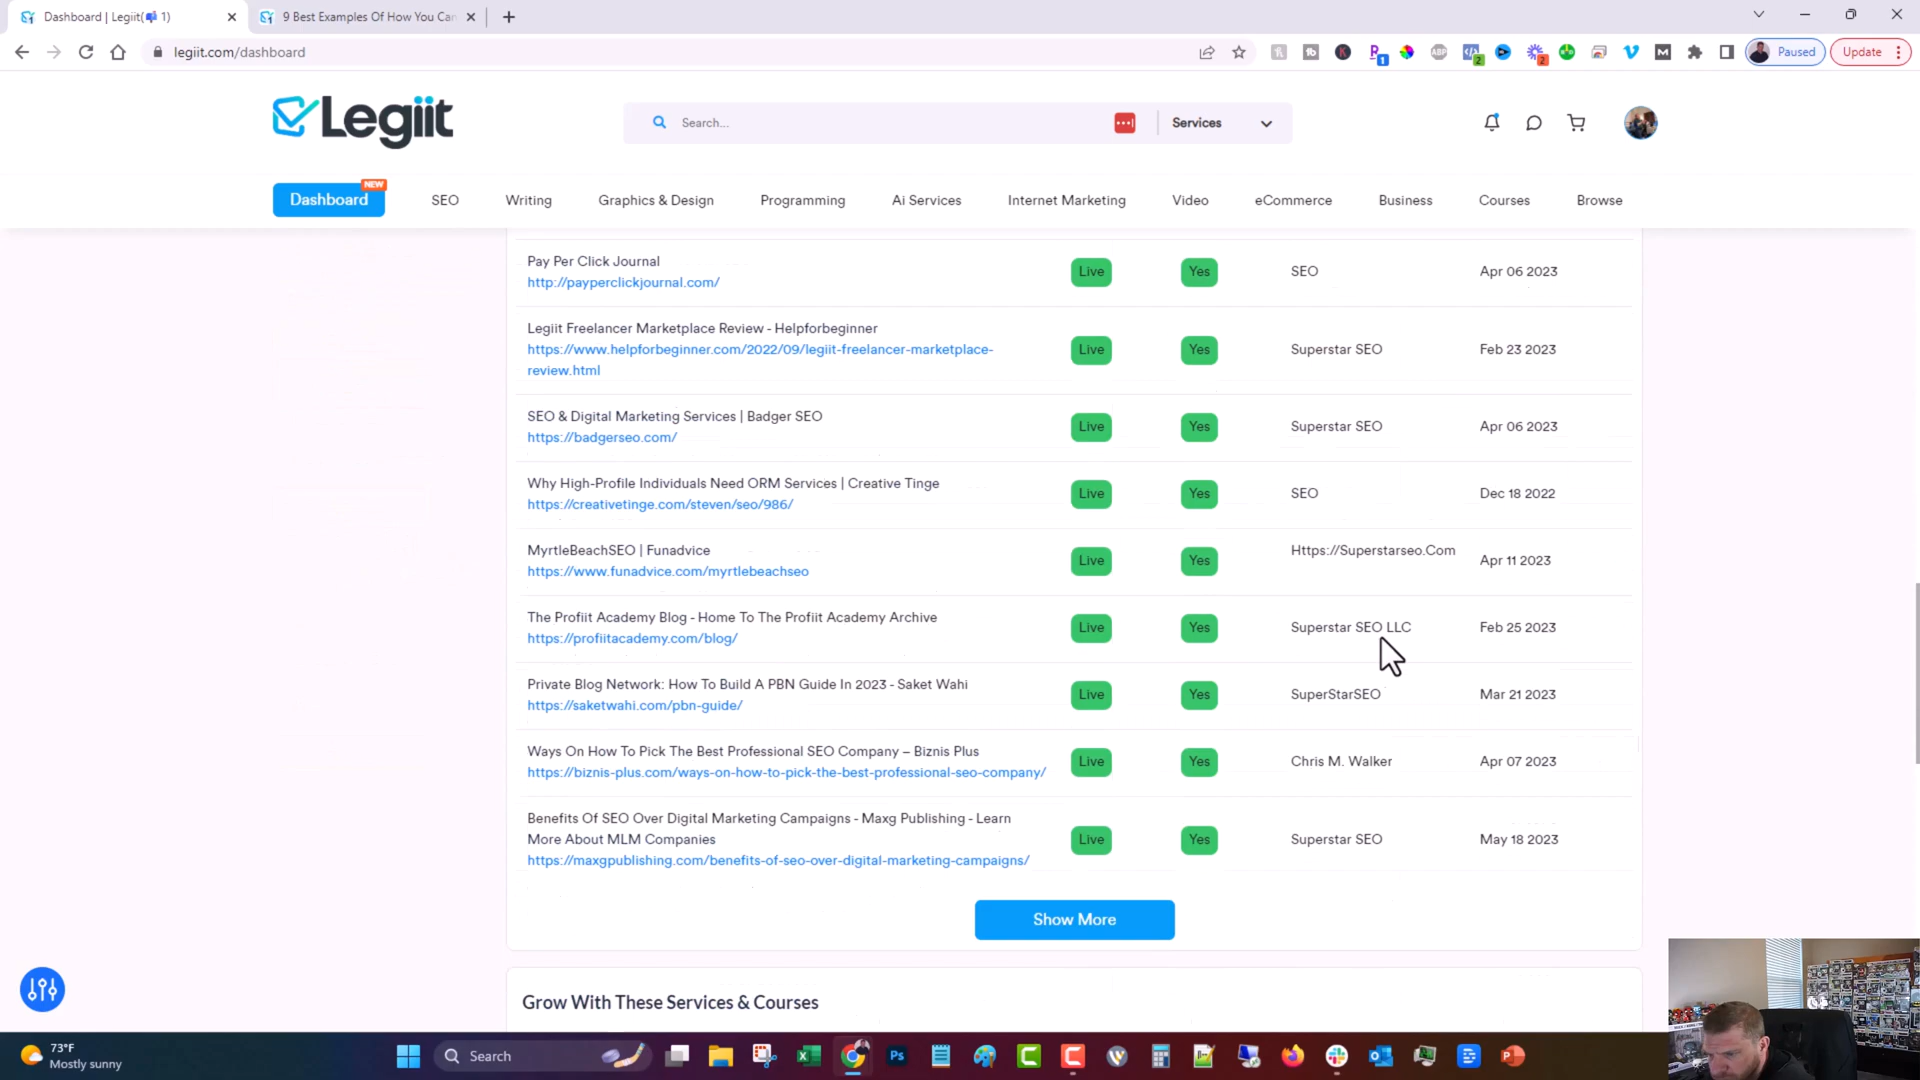 Dashboard | Legiit(📬 1)
9 Best Examples Of How You Can
legiit.com/dashboard
Paused
Update
Legiit
Search...
Services
NEW
Dashboard
SEO
Writing
Graphics & Design
Programming
Ai Services
Internet Marketing
Video
eCommerce
Business
Courses
Browse
Pay Per Click Journal
http://payperclickjournal.com/
Live
Yes
SEO
Apr 06 2023
Legiit Freelancer Marketplace Review - Helpforbeginner
https://www.helpforbeginner.com/2022/09/legiit-freelancer-marketplace-
review.html
Live
Yes
Superstar SEO
Feb 23 2023
SEO & Digital Marketing Services | Badger SEO
https://badgerseo.com/
Live
Yes
Superstar SEO
Apr 06 2023
Why High-Profile Individuals Need ORM Services | Creative Tinge
https://creativetinge.com/steven/seo/986/
Live
Yes
SEO
Dec 18 2022
MyrtleBeachSEO | Funadvice
https://www.funadvice.com/myrtlebeachseo
Live
Yes
Https://Superstarseo.Com
Apr 11 2023
The Profiit Academy Blog - Home To The Profiit Academy Archive
https://profiitacademy.com/blog/
Live
Yes
Superstar SEO LLC
Feb 25 2023
Private Blog Network: How To Build A PBN Guide In 2023 - Saket Wahi
https://saketwahi.com/pbn-guide/
Live
Yes
SuperStarSEO
Mar 21 2023
Ways On How To Pick The Best Professional SEO Company – Biznis Plus
https://biznis-plus.com/ways-on-how-to-pick-the-best-professional-seo-company/
Live
Yes
Chris M. Walker
Apr 07 2023
Benefits Of SEO Over Digital Marketing Campaigns - Maxg Publishing - Learn
More About MLM Companies
https://maxgpublishing.com/benefits-of-seo-over-digital-marketing-campaigns/
Live
Yes
Superstar SEO
May 18 2023
Show More
Grow With These Services & Courses
73°F
Mostly sunny
Search